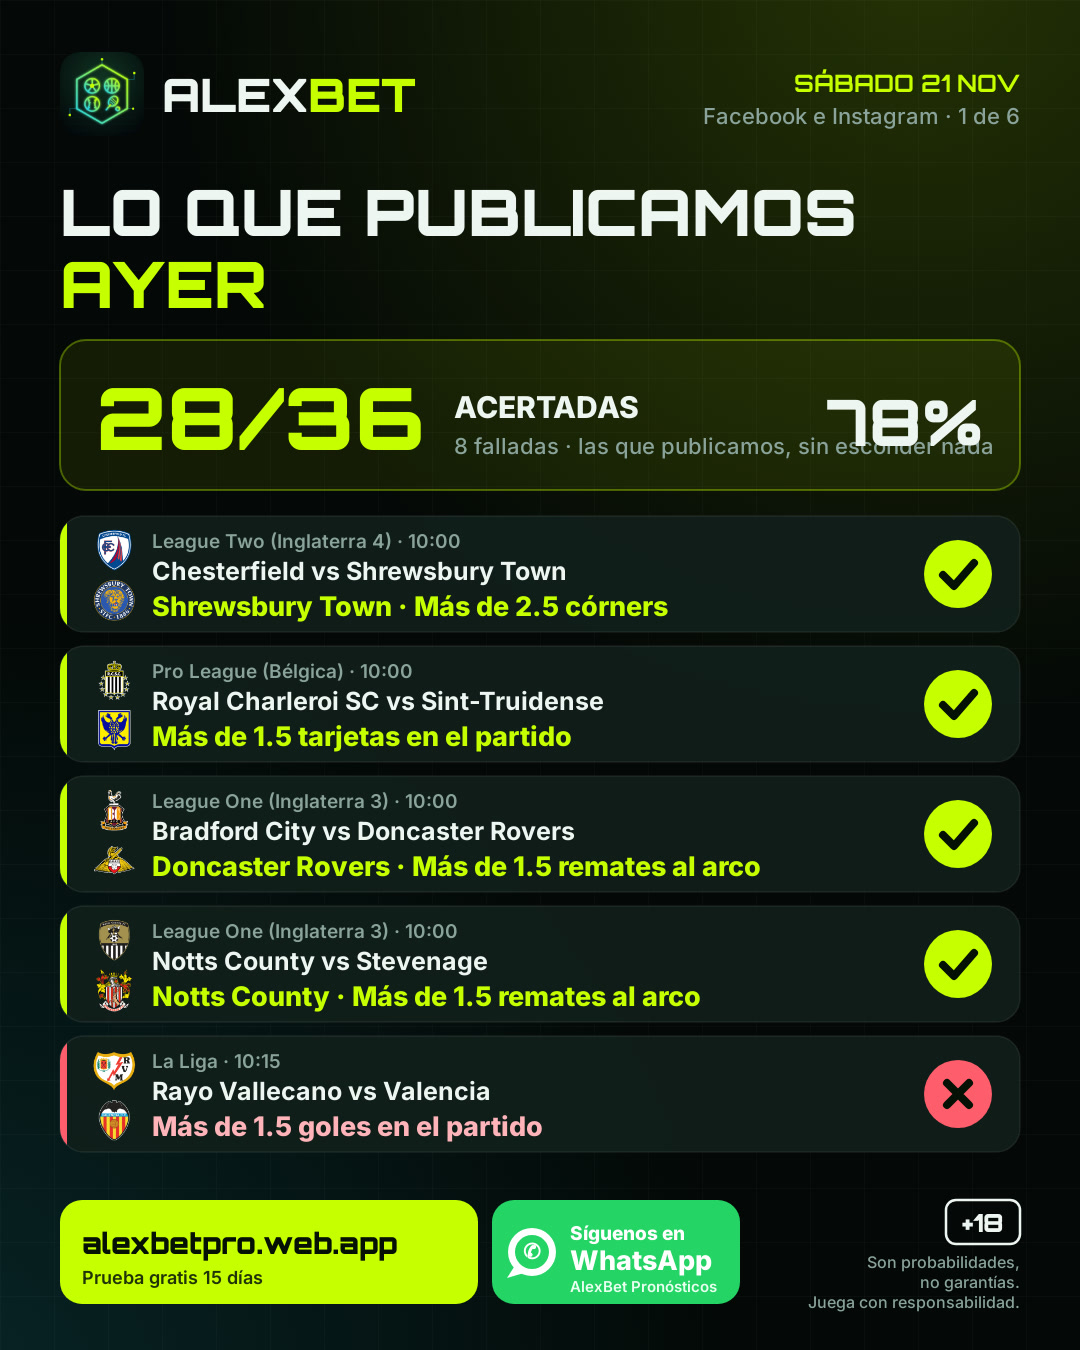 ALEXBET
SÁBADO 21 NOV
Facebook e Instagram · 1 de 6
LO QUE PUBLICAMOS
AYER
28/36
ACERTADAS
8 falladas · las que publicamos, sin esconder nada
78%
League Two (Inglaterra 4) · 10:00
Chesterfield vs Shrewsbury Town
Shrewsbury Town · Más de 2.5 córners
Pro League (Bélgica) · 10:00
Royal Charleroi SC vs Sint-Truidense
Más de 1.5 tarjetas en el partido
League One (Inglaterra 3) · 10:00
Bradford City vs Doncaster Rovers
Doncaster Rovers · Más de 1.5 remates al arco
League One (Inglaterra 3) · 10:00
Notts County vs Stevenage
Notts County · Más de 1.5 remates al arco
La Liga · 10:15
Rayo Vallecano vs Valencia
Más de 1.5 goles en el partido
alexbetpro.web.app
Prueba gratis 15 días
Síguenos en
WhatsApp
AlexBet Pronósticos
+18
Son probabilidades,
no garantías.
Juega con responsabilidad.